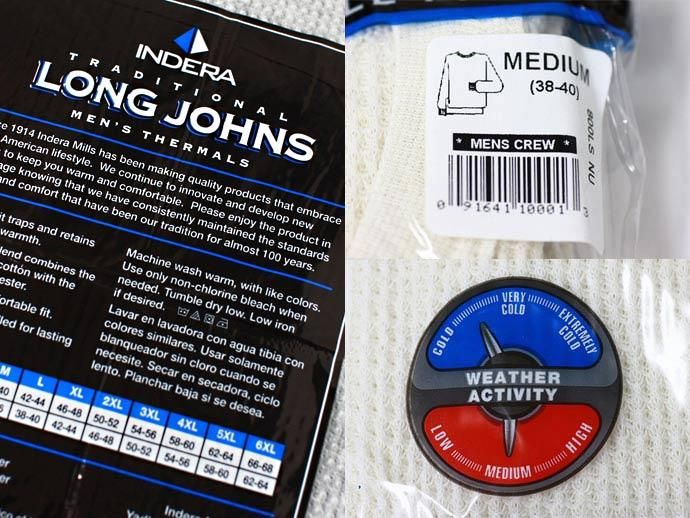 INDERA
TRADITIONAL
LONG JOHNS
MEN'S THERMALS
1914 Indera Mills has been making quality products that embrace
American lifestyle. We continue to innovate and develop new
to keep you warm and comfortable. Please enjoy the product in
knowing that we have consistently maintained the standards
and comfort that have been our tradition for almost 100 years.
traps and retains
warmth.
combines the
cotton with the
fit.
for lasting
Machine wash warm, with like colors.
Use only non-chlorine bleach when
needed. Tumble dry low. Low iron
if desired.
Lavar en lavadora con agua tibia con
colores similares. Usar solamente
blanqueador sin cloro cuando se
necesite. Secar en secadora, ciclo
lento. Planchar baja si se desea.
M L XL 2XL 3XL 4XL 5XL 6XL
42-44 46-48 50-52 54-56 58-60 62-64 66-68
38-40 42-44 46-48 50-52 54-56 58-60 62-64
Indera
MEDIUM
(38-40)
* MENS CREW *
0 91641 10001 3
800LS NU
COLD VERY COLD EXTREMELY COLD
WEATHER
ACTIVITY
LOW MEDIUM HIGH